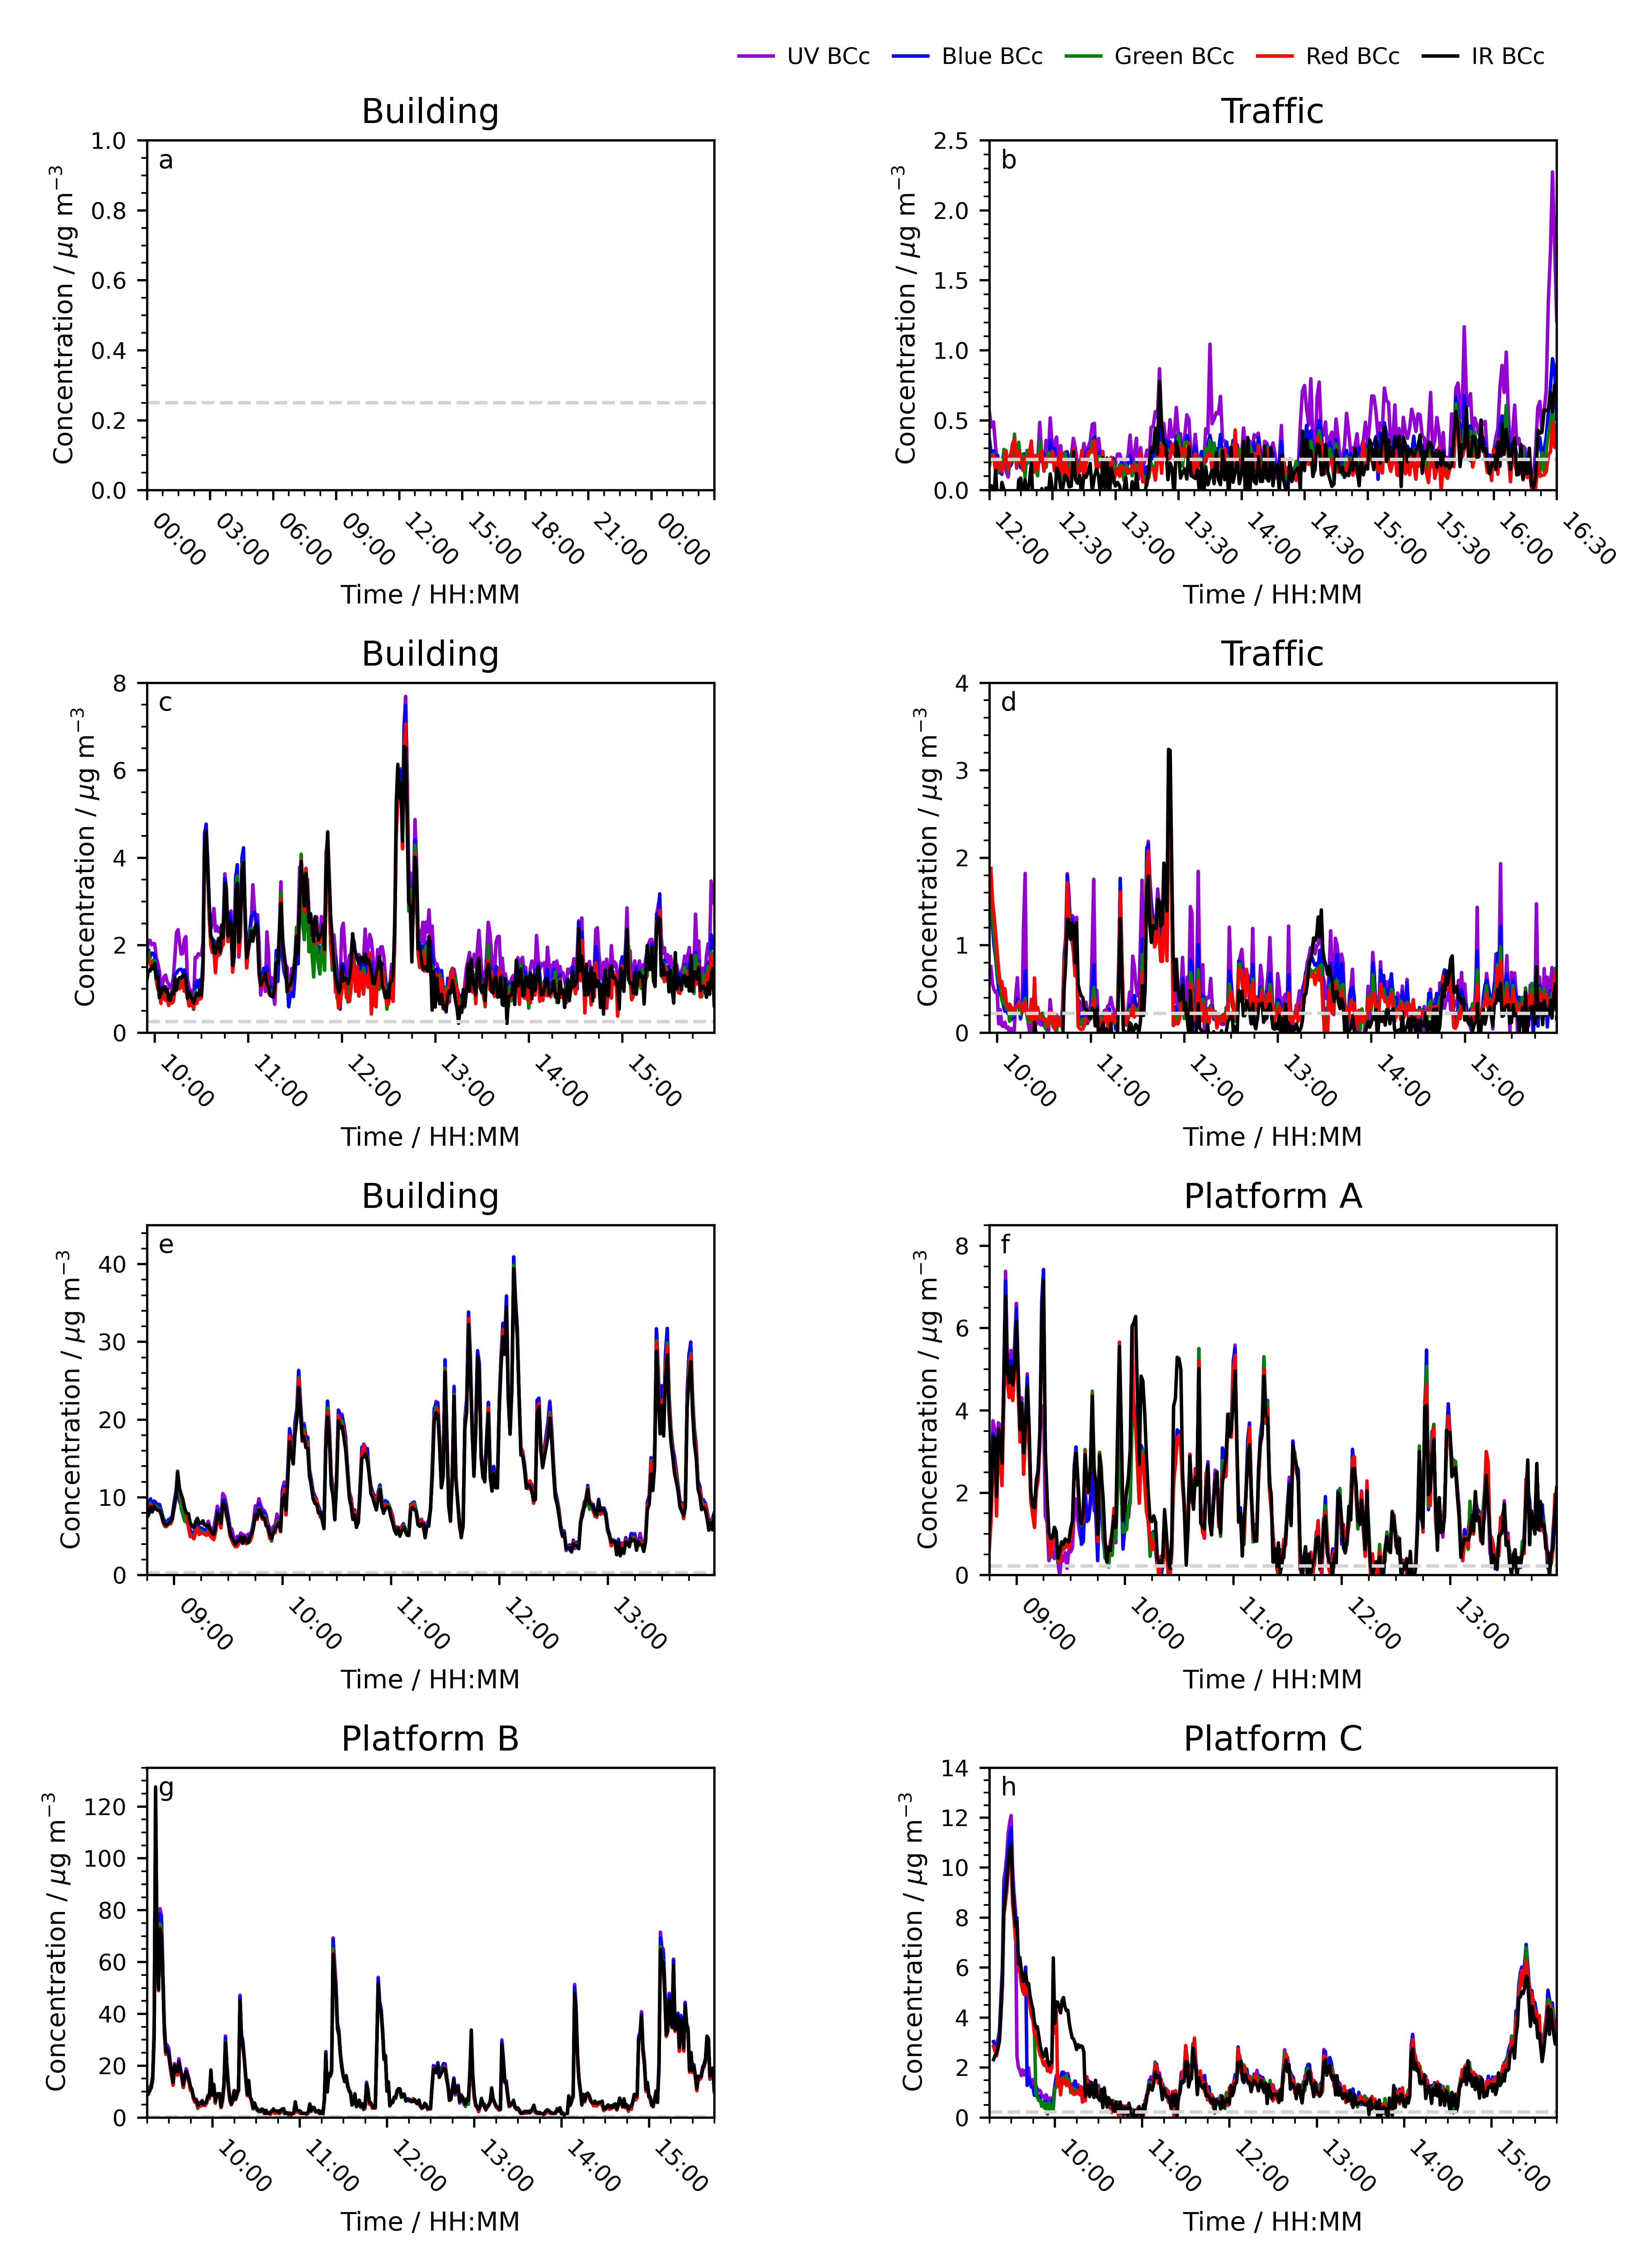 UV BCc Blue BCc Green BCc Red BCc IR BCc
Building
a
Concentration / μg m⁻³
1.0
0.8
0.6
0.4
0.2
0.0
00:00 03:00 06:00 09:00 12:00 15:00 18:00 21:00 00:00
Time / HH:MM
Traffic
b
Concentration / μg m⁻³
2.5
2.0
1.5
1.0
0.5
0.0
12:00 12:30 13:00 13:30 14:00 14:30 15:00 15:30 16:00 16:30
Time / HH:MM
Building
c
Concentration / μg m⁻³
8
6
4
2
0
10:00 11:00 12:00 13:00 14:00 15:00
Time / HH:MM
Traffic
d
Concentration / μg m⁻³
4
3
2
1
0
10:00 11:00 12:00 13:00 14:00 15:00
Time / HH:MM
Building
e
Concentration / μg m⁻³
40
30
20
10
0
09:00 10:00 11:00 12:00 13:00
Time / HH:MM
Platform A
f
Concentration / μg m⁻³
8
6
4
2
0
09:00 10:00 11:00 12:00 13:00
Time / HH:MM
Platform B
g
Concentration / μg m⁻³
120
100
80
60
40
20
0
10:00 11:00 12:00 13:00 14:00 15:00
Time / HH:MM
Platform C
h
Concentration / μg m⁻³
14
12
10
8
6
4
2
0
10:00 11:00 12:00 13:00 14:00 15:00
Time / HH:MM